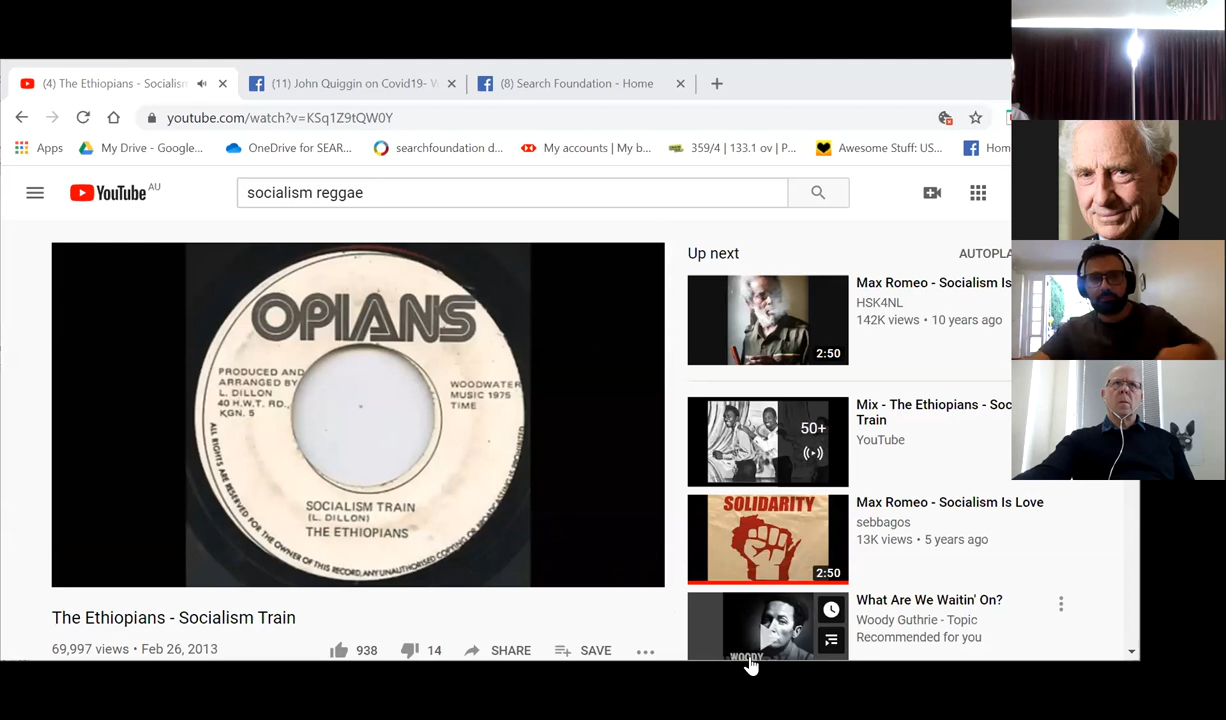 (4) The Ethiopians - Socialism
(11) John Quiggin on Covid19- W
(8) Search Foundation - Home
youtube.com/watch?v=KSq1Z9tQW0Y
Apps
My Drive - Google...
OneDrive for SEAR...
searchfoundation d...
My accounts | My b...
359/4 | 133.1 ov | P...
Awesome Stuff: US...
Hom
YouTube AU
socialism reggae
OPIANS
PRODUCED AND
ARRANGED BY
L. DILLON
40 H.W.T. RD.,
KGN. 5
WOODWATER
MUSIC 1975
TIME
ALL RIGHTS ARE RESERVED FOR THE OWNER OF THIS RECORD, ANY UNAUTHORISED COPYING OR
SOCIALISM TRAIN
(L. DILLON)
THE ETHIOPIANS
The Ethiopians - Socialism Train
69,997 views • Feb 26, 2013
938
14
SHARE
SAVE
Up next
AUTOPLA
Max Romeo - Socialism Is
HSK4NL
142K views • 10 years ago
2:50
Mix - The Ethiopians - Soc
Train
YouTube
50+
Max Romeo - Socialism Is Love
sebbagos
13K views • 5 years ago
SOLIDARITY
2:50
What Are We Waitin' On?
Woody Guthrie - Topic
Recommended for you
WOODY